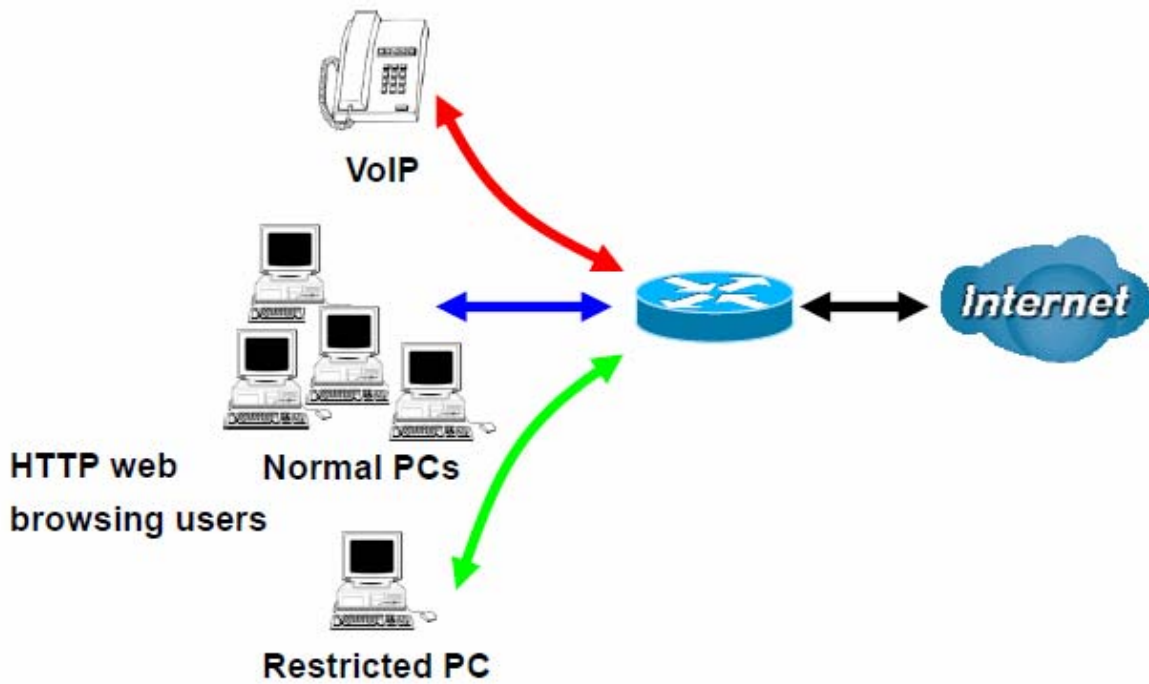 VoIP
Internet
HTTP web
browsing users
Normal PCs
Restricted PC